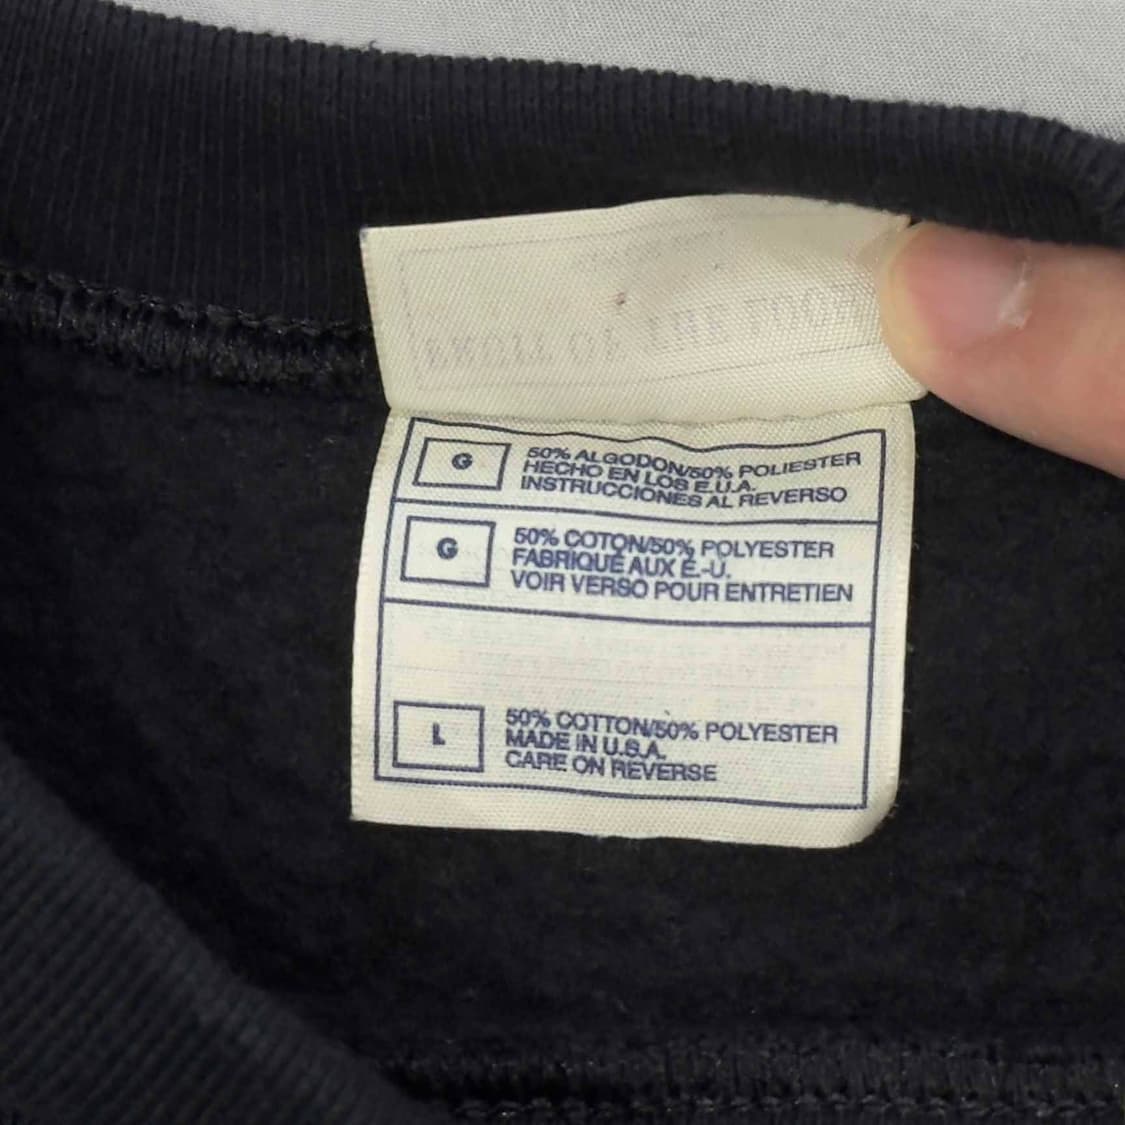 G
50% ALGODON/50% POLIESTER
HECHO EN LOS E.U.A.
INSTRUCCIONES AL REVERSO
G
50% COTON/50% POLYESTER
FABRIQUÉ AUX É.-U.
VOIR VERSO POUR ENTRETIEN
L
50% COTTON/50% POLYESTER
MADE IN U.S.A.
CARE ON REVERSE